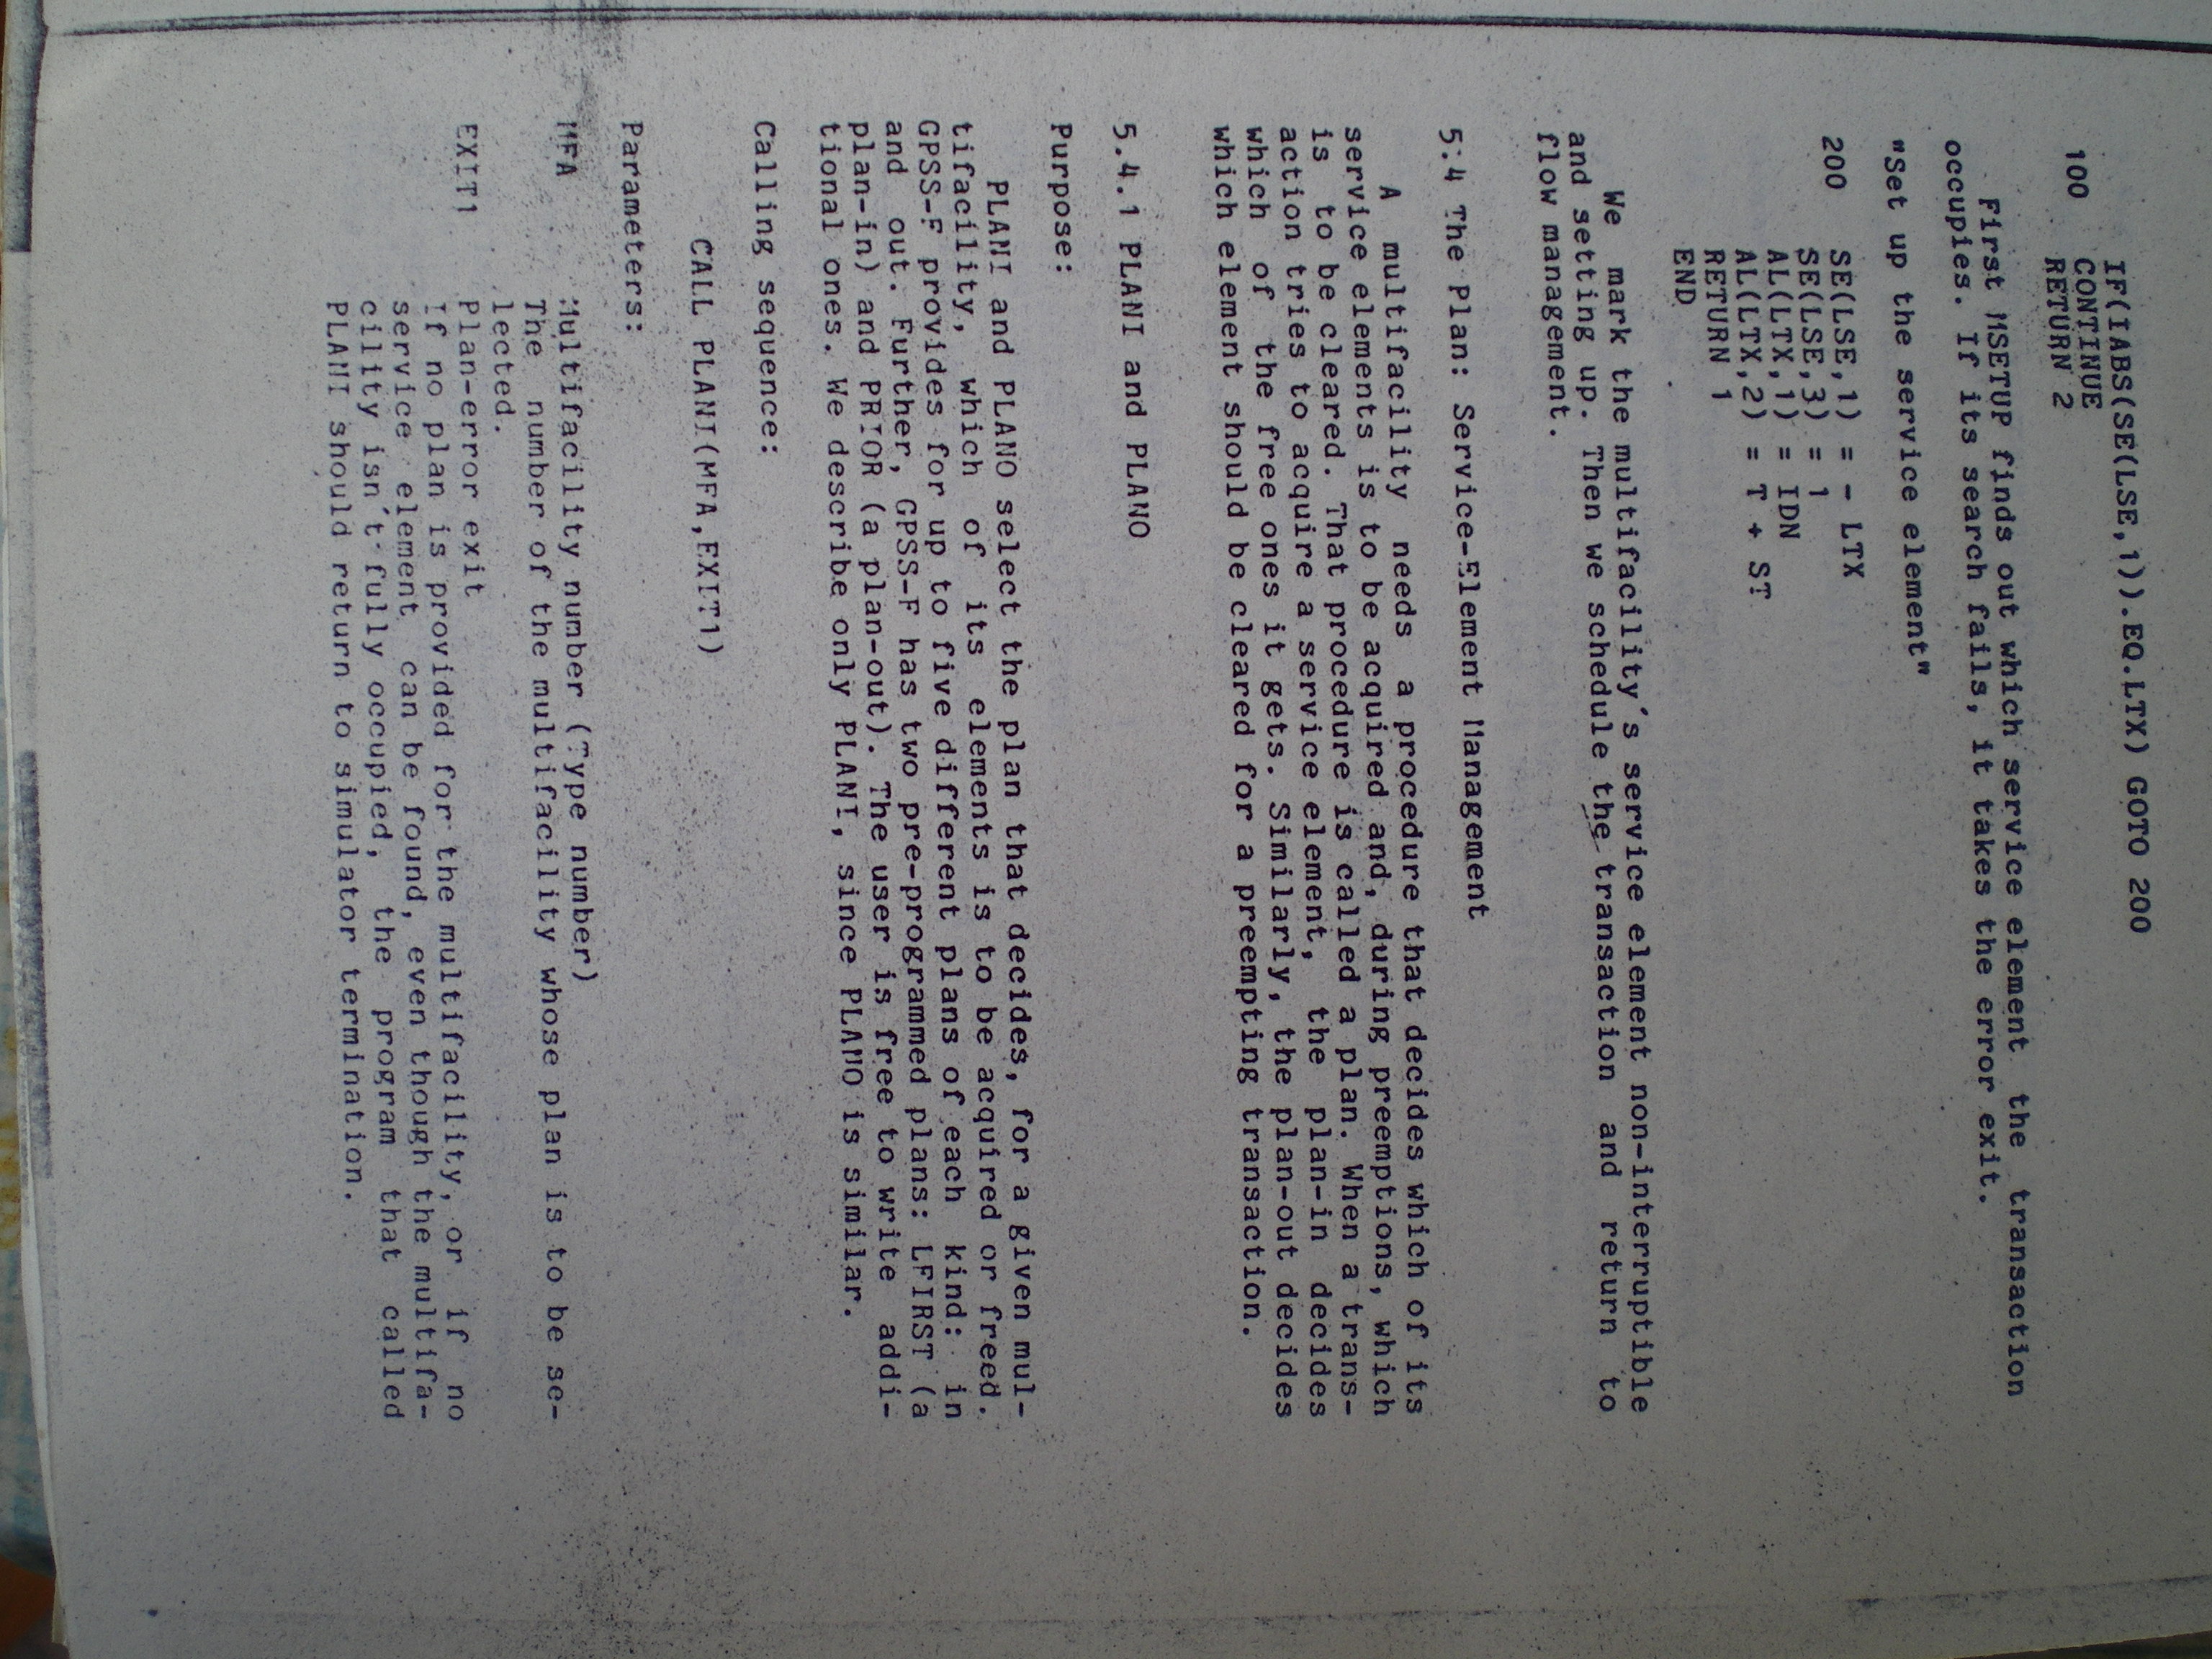 IF(IABS(SE(LSE,1)).EQ.LTX) GOTO 200
100 CONTINUE
RETURN 2
First MSETUP finds out which service element the transaction
occupies. If its search fails, it takes the error exit.
"Set up the service element"
200 SE(LSE,1) = - LTX
SE(LSE,3) = 1
AL(LTX,1) = IDN
AL(LTX,2) = T + ST
RETURN 1
END
We mark the multifacility's service element non-interruptible
and setting up. Then we schedule the transaction and return to
flow management.
5.4 The Plan: Service-Element Management
A multifacility needs a procedure that decides which of its
service elements is to be acquired and, during preemptions, which
is to be cleared. That procedure is called a plan. When a trans-
action tries to acquire a service element, the plan-in decides
which of the free ones it gets. Similarly, the plan-out decides
which element should be cleared for a preempting transaction.
5.4.1 PLANI and PLANO
Purpose:
PLANI and PLANO select the plan that decides, for a given mul-
tifacility, which of its elements is to be acquired or freed.
GPSS-F provides for up to five different plans of each kind: in
and out. Further, GPSS-F has two pre-programmed plans: LFIRST (a
plan-in) and PRIOR (a plan-out). The user is free to write addi-
tional ones. We describe only PLANI, since PLANO is similar.
Calling sequence:
CALL PLANI(MFA,EXIT1)
Parameters:
MFA Multifacility number (Type number)
The number of the multifacility whose plan is to be se-
lected.
EXIT1 Plan-error exit
If no plan is provided for the multifacility, or if no
service element can be found, even though the multifa-
cility isn't fully occupied, the program that called
PLANI should return to simulator termination.